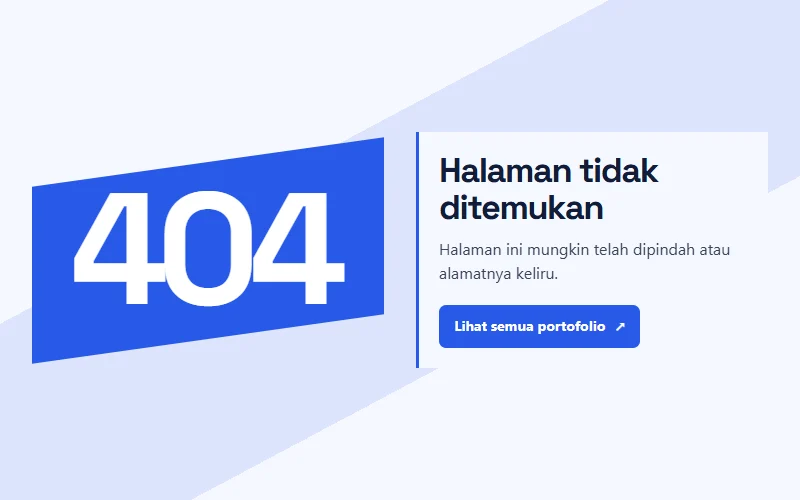 404
Halaman tidak
ditemukan
Halaman ini mungkin telah dipindah atau
alamatnya keliru.
Lihat semua portofolio ↗